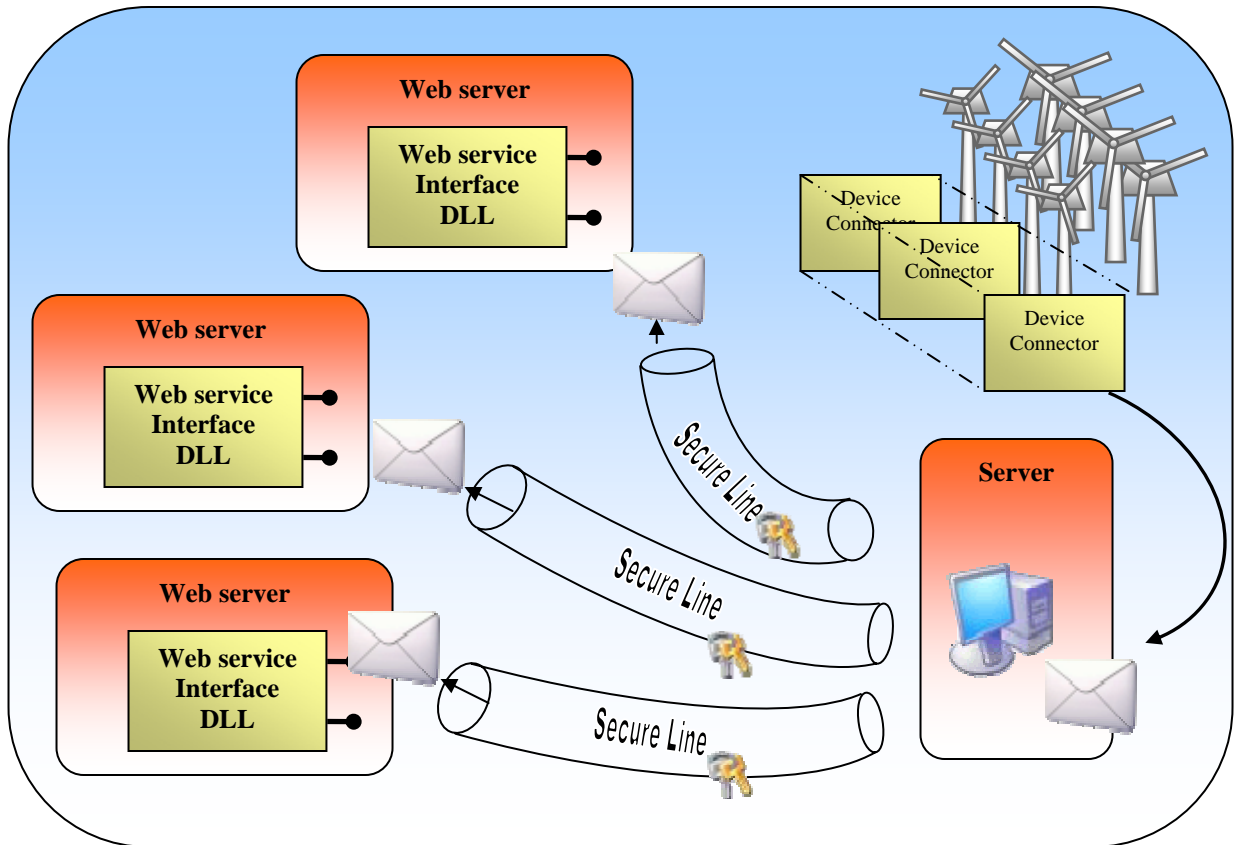 Web server
Web service
Interface
DLL
Device
Connector
Device
Connector
Device
Connector
Web server
Web service
Interface
DLL
Secure Line
Server
Web server
Web service
Interface
DLL
Secure Line
Secure Line